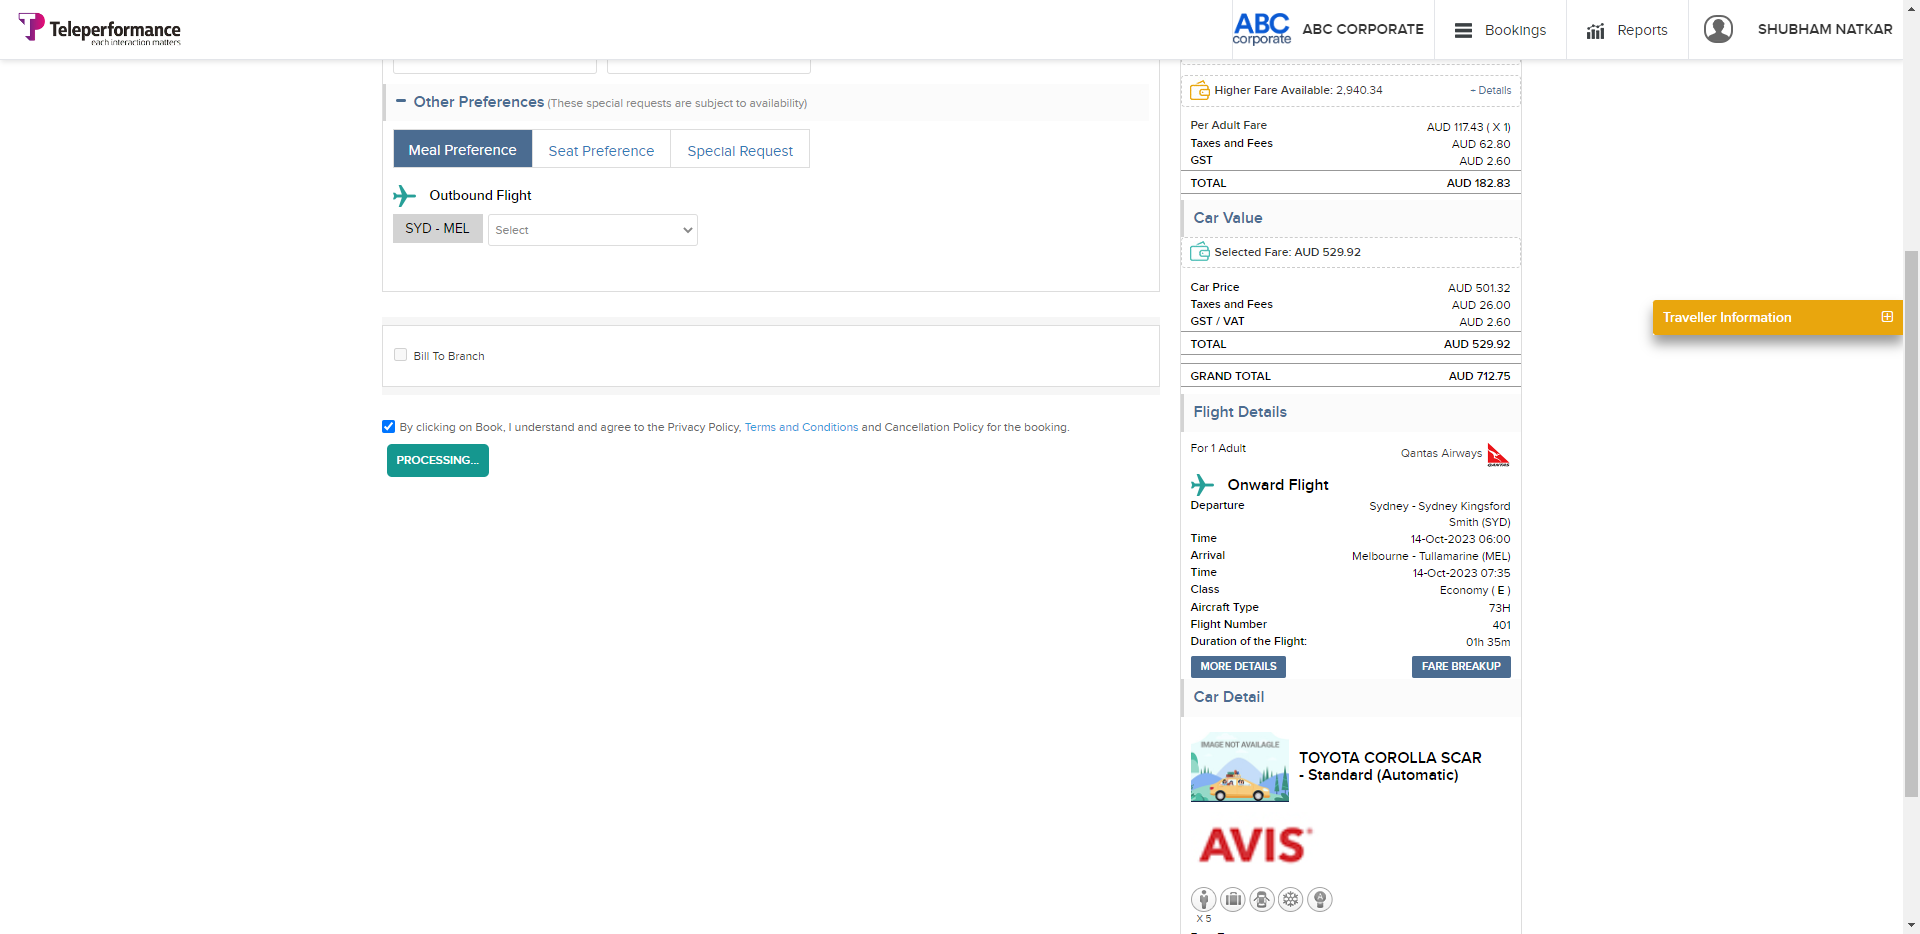 Teleperformance
each interaction matters
ABC
corporate
ABC CORPORATE
Bookings
Reports
SHUBHAM NATKAR
Other Preferences (These special requests are subject to availability)
Meal Preference
Seat Preference
Special Request
Outbound Flight
SYD - MEL
Select
Bill To Branch
By clicking on Book, I understand and agree to the Privacy Policy, Terms and Conditions and Cancellation Policy for the booking.
PROCESSING...
Higher Fare Available: 2,940.34
+ Details
Per Adult Fare AUD 117.43 ( X 1)
Taxes and Fees AUD 62.80
GST AUD 2.60
TOTAL AUD 182.83
Car Value
Selected Fare: AUD 529.92
Car Price AUD 501.32
Taxes and Fees AUD 26.00
GST / VAT AUD 2.60
TOTAL AUD 529.92
GRAND TOTAL AUD 712.75
Flight Details
For 1 Adult
Qantas Airways
QANTAS
Onward Flight
Departure Sydney - Sydney Kingsford
Smith (SYD)
Time 14-Oct-2023 06:00
Arrival Melbourne - Tullamarine (MEL)
Time 14-Oct-2023 07:35
Class Economy ( E )
Aircraft Type 73H
Flight Number 401
Duration of the Flight: 01h 35m
MORE DETAILS
FARE BREAKUP
Car Detail
IMAGE NOT AVAILAGLE
TOYOTA COROLLA SCAR
- Standard (Automatic)
AVIS
X 5
Traveller Information